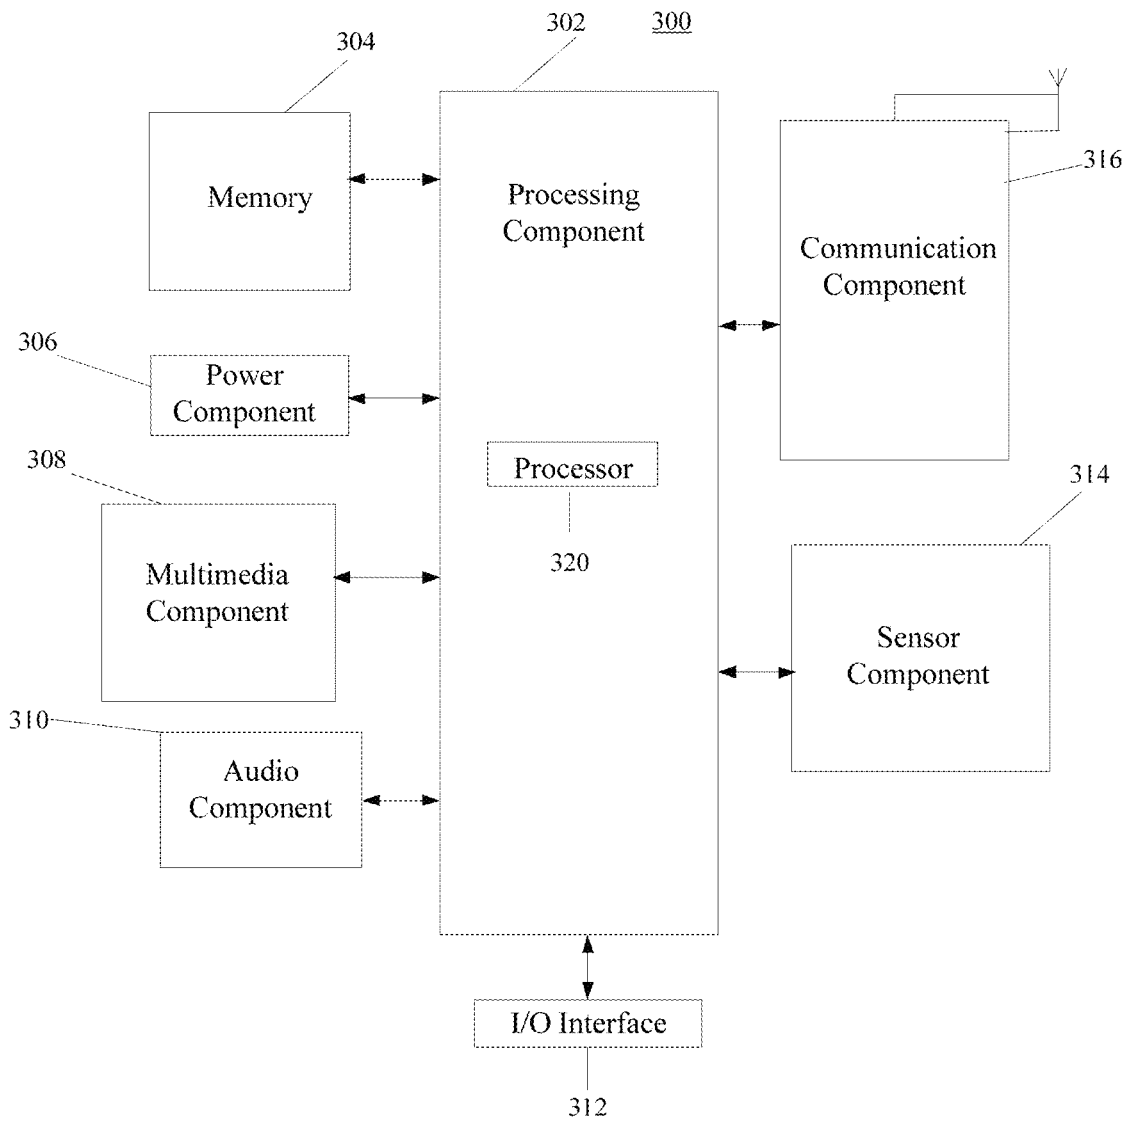 302
300
304
Memory
Processing
Component
316
Communication
Component
306
Power
Component
308
Processor
320
314
Multimedia
Component
Sensor
Component
310
Audio
Component
I/O Interface
312